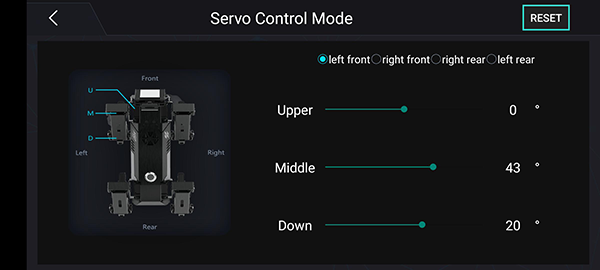 Servo Control Mode
RESET
left front right front right rear left rear
Front
U
M
D
Left
Right
Rear
Upper 0 °
Middle 43 °
Down 20 °